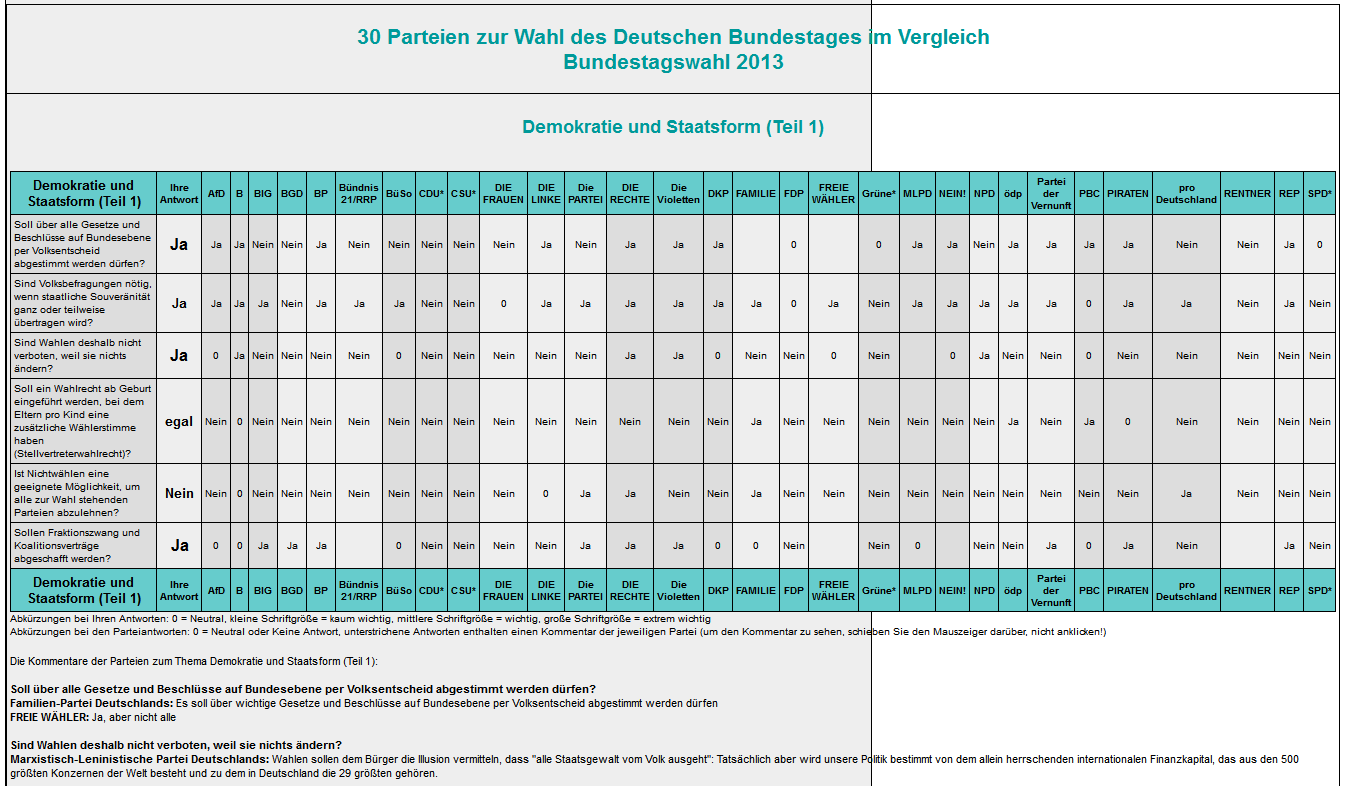 30 Parteien zur Wahl des Deutschen Bundestages im Vergleich
Bundestagswahl 2013
Demokratie und Staatsform (Teil 1)
Demokratie und
Staatsform (Teil 1)
Ihre
Antwort
AfD B BIG BGD BP
Bündnis
21/RRP
BüSo CDU* CSU*
DIE
FRAUEN
DIE
LINKE
Die
PARTEI
DIE
RECHTE
Die
Violetten
DKP FAMILIE FDP
FREIE
WÄHLER
Grüne* MLPD NEIN! NPD ödp
Partei
der
Vernunft
PBC PIRATEN
pro
Deutschland
RENTNER REP SPD*
Soll über alle Gesetze und
Beschlüsse auf Bundesebene
per Volksentscheid
abgestimmt werden dürfen?
Ja Ja Ja Nein Nein Ja Nein Nein Nein Nein Nein Ja Nein Ja Ja Ja 0 0 Ja Ja Nein Ja Ja Ja Ja Nein Nein Ja 0
Sind Volksbefragungen nötig,
wenn staatliche Souveränität
ganz oder teilweise
übertragen wird?
Ja Ja Ja Ja Nein Ja Ja Ja Nein Nein 0 Ja Ja Ja Ja Ja Ja 0 Ja Nein Ja Ja Ja Ja Ja 0 Ja Ja Nein Ja Nein
Sind Wahlen deshalb nicht
verboten, weil sie nichts
ändern?
Ja 0 Ja Nein Nein Nein Nein 0 Nein Nein Nein Nein Nein Ja Ja 0 Nein Nein 0 Nein 0 Ja Nein Nein 0 Nein Nein Nein Nein Nein
Soll ein Wahlrecht ab Geburt
eingeführt werden, bei dem
Eltern pro Kind eine
zusätzliche Wählerstimme
haben
(Stellvertreterwahlrecht)?
egal Nein 0 Nein Nein Nein Nein Nein Nein Nein Nein Nein Nein Nein Nein Nein Ja Nein Nein Nein Nein Nein Nein Ja Nein Ja 0 Nein Nein Nein Nein
Ist Nichtwählen eine
geeignete Möglichkeit, um
alle zur Wahl stehenden
Parteien abzulehnen?
Nein Nein 0 Nein Nein Nein Nein Nein Nein Nein Nein 0 Ja Ja Nein Nein Ja Nein Nein Nein Nein Nein Nein Nein Nein Nein Nein Ja Nein Nein Nein
Sollen Fraktionszwang und
Koalitionsverträge
abgeschafft werden?
Ja 0 0 Ja Ja Ja 0 Nein Nein Nein Nein Ja Ja Ja 0 0 Nein Nein 0 Nein Nein Ja 0 Ja Nein Ja Nein
Demokratie und
Staatsform (Teil 1)
Ihre
Antwort
AfD B BIG BGD BP
Bündnis
21/RRP
BüSo CDU* CSU*
DIE
FRAUEN
DIE
LINKE
Die
PARTEI
DIE
RECHTE
Die
Violetten
DKP FAMILIE FDP
FREIE
WÄHLER
Grüne* MLPD NEIN! NPD ödp
Partei
der
Vernunft
PBC PIRATEN
pro
Deutschland
RENTNER REP SPD*
Abkürzungen bei Ihren Antworten: 0 = Neutral, kleine Schriftgröße = kaum wichtig, mittlere Schriftgröße = wichtig, große Schriftgröße = extrem wichtig
Abkürzungen bei den Parteiantworten: 0 = Neutral oder Keine Antwort, unterstrichene Antworten enthalten einen Kommentar der jeweiligen Partei (um den Kommentar zu sehen, schieben Sie den Mauszeiger darüber, nicht anklicken!)
Die Kommentare der Parteien zum Thema Demokratie und Staatsform (Teil 1):
Soll über alle Gesetze und Beschlüsse auf Bundesebene per Volksentscheid abgestimmt werden dürfen?
Familien-Partei Deutschlands: Es soll über wichtige Gesetze und Beschlüsse auf Bundesebene per Volksentscheid abgestimmt werden dürfen
FREIE WÄHLER: Ja, aber nicht alle
Sind Wahlen deshalb nicht verboten, weil sie nichts ändern?
Marxistisch-Leninistische Partei Deutschlands: Wahlen sollen dem Bürger die Illusion vermitteln, dass "alle Staatsgewalt vom Volk ausgeht": Tatsächlich aber wird unsere Politik bestimmt von dem allein herrschenden internationalen Finanzkapital, das aus den 500
größten Konzernen der Welt besteht und zu dem in Deutschland die 29 größten gehören.